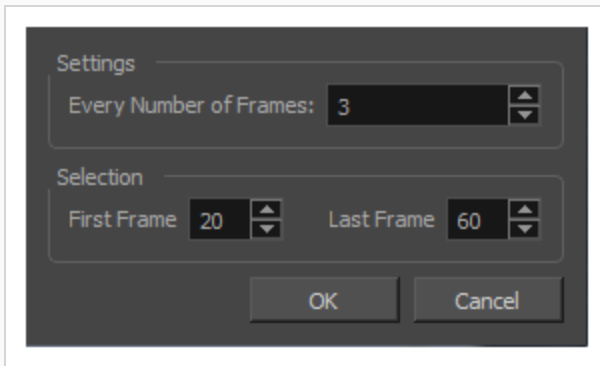 Settings
Every Number of Frames: 3
Selection
First Frame 20 Last Frame 60
OK Cancel